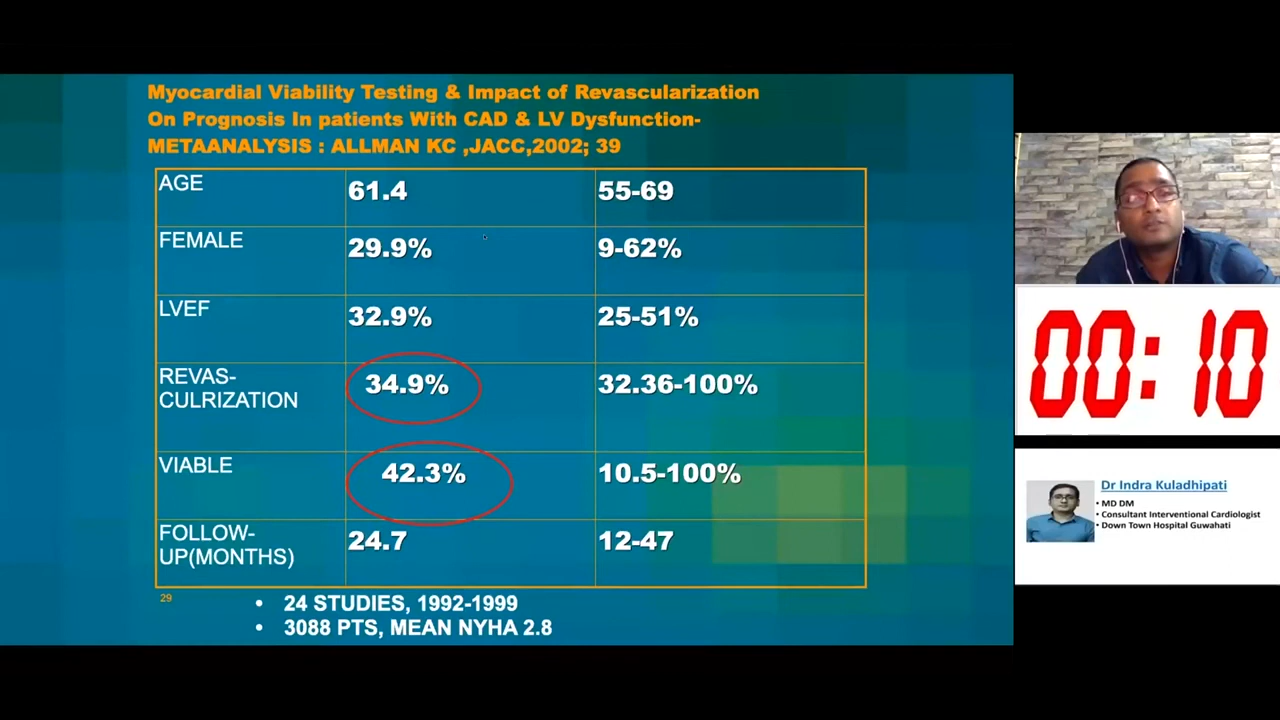 Myocardial Viability Testing & Impact of Revascularization
On Prognosis In patients With CAD & LV Dysfunction-
METAANALYSIS : ALLMAN KC ,JACC,2002; 39
AGE 61.4 55-69
FEMALE 29.9% 9-62%
LVEF 32.9% 25-51%
REVAS-
CULRIZATION 34.9% 32.36-100%
VIABLE 42.3% 10.5-100%
FOLLOW-
UP(MONTHS) 24.7 12-47
29
• 24 STUDIES, 1992-1999
• 3088 PTS, MEAN NYHA 2.8
00:10
Dr Indra Kuladhipati
• MD DM
• Consultant Interventional Cardiologist
• Down Town Hospital Guwahati